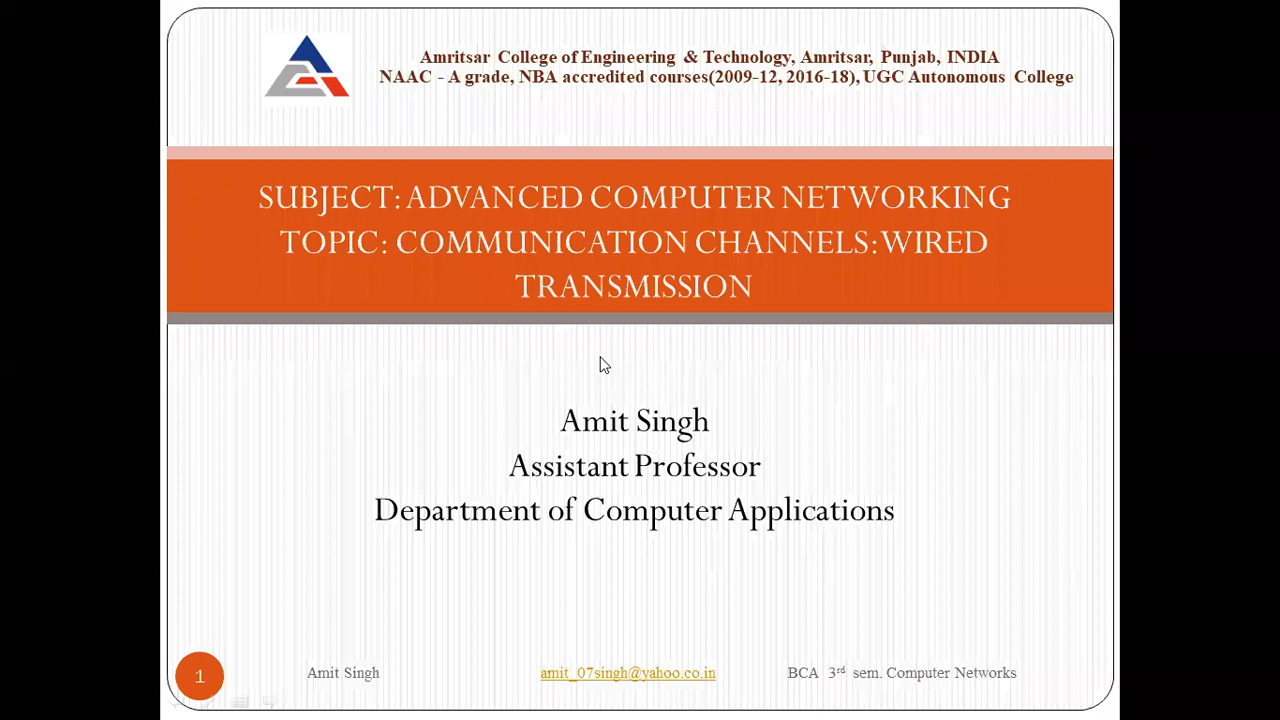 Amritsar College of Engineering & Technology, Amritsar, Punjab, INDIA
NAAC - A grade, NBA accredited courses(2009-12, 2016-18), UGC Autonomous College
SUBJECT: ADVANCED COMPUTER NETWORKING
TOPIC: COMMUNICATION CHANNELS: WIRED
TRANSMISSION
Amit Singh
Assistant Professor
Department of Computer Applications
1 Amit Singh amit_07singh@yahoo.co.in BCA 3rd sem. Computer Networks